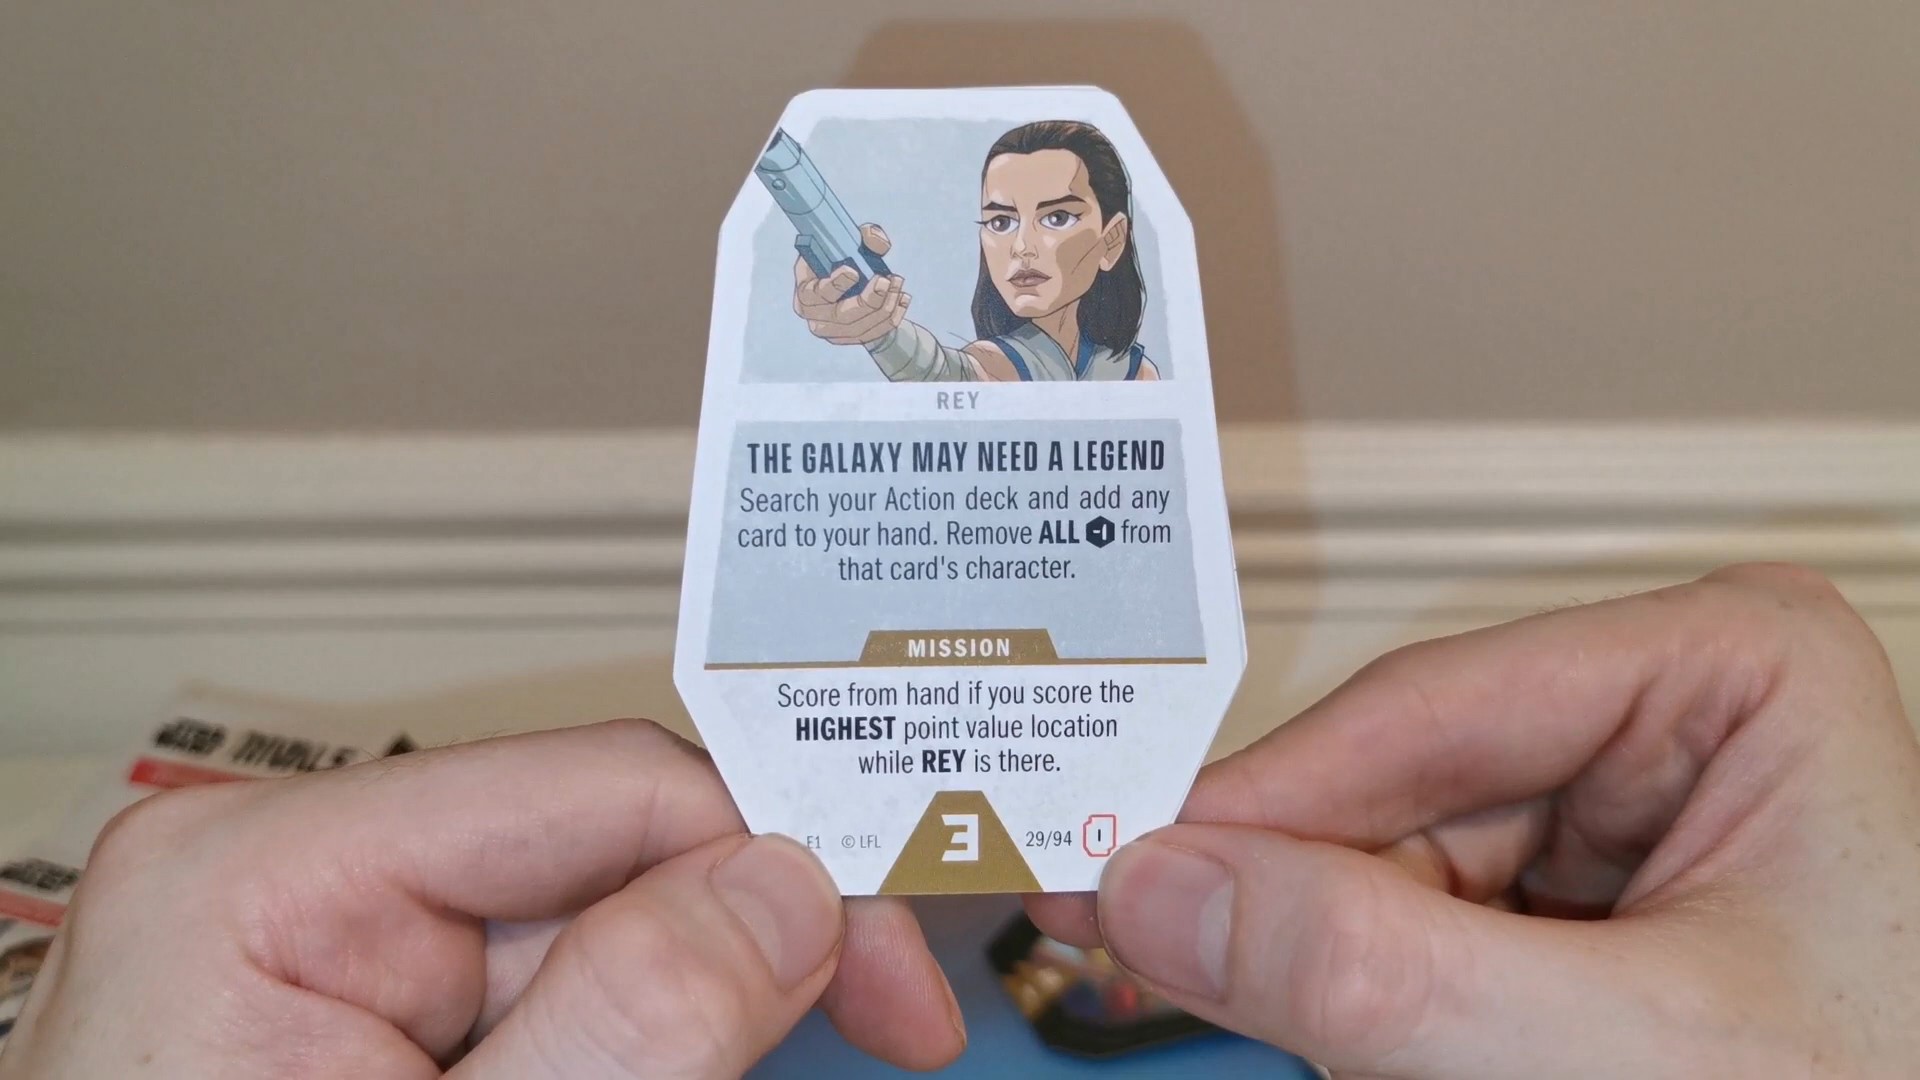 REY
THE GALAXY MAY NEED A LEGEND
Search your Action deck and add any
card to your hand. Remove ALL -1 from
that card's character.
MISSION
Score from hand if you score the
HIGHEST point value location
while REY is there.
E1 © LFL 3 29/94 1